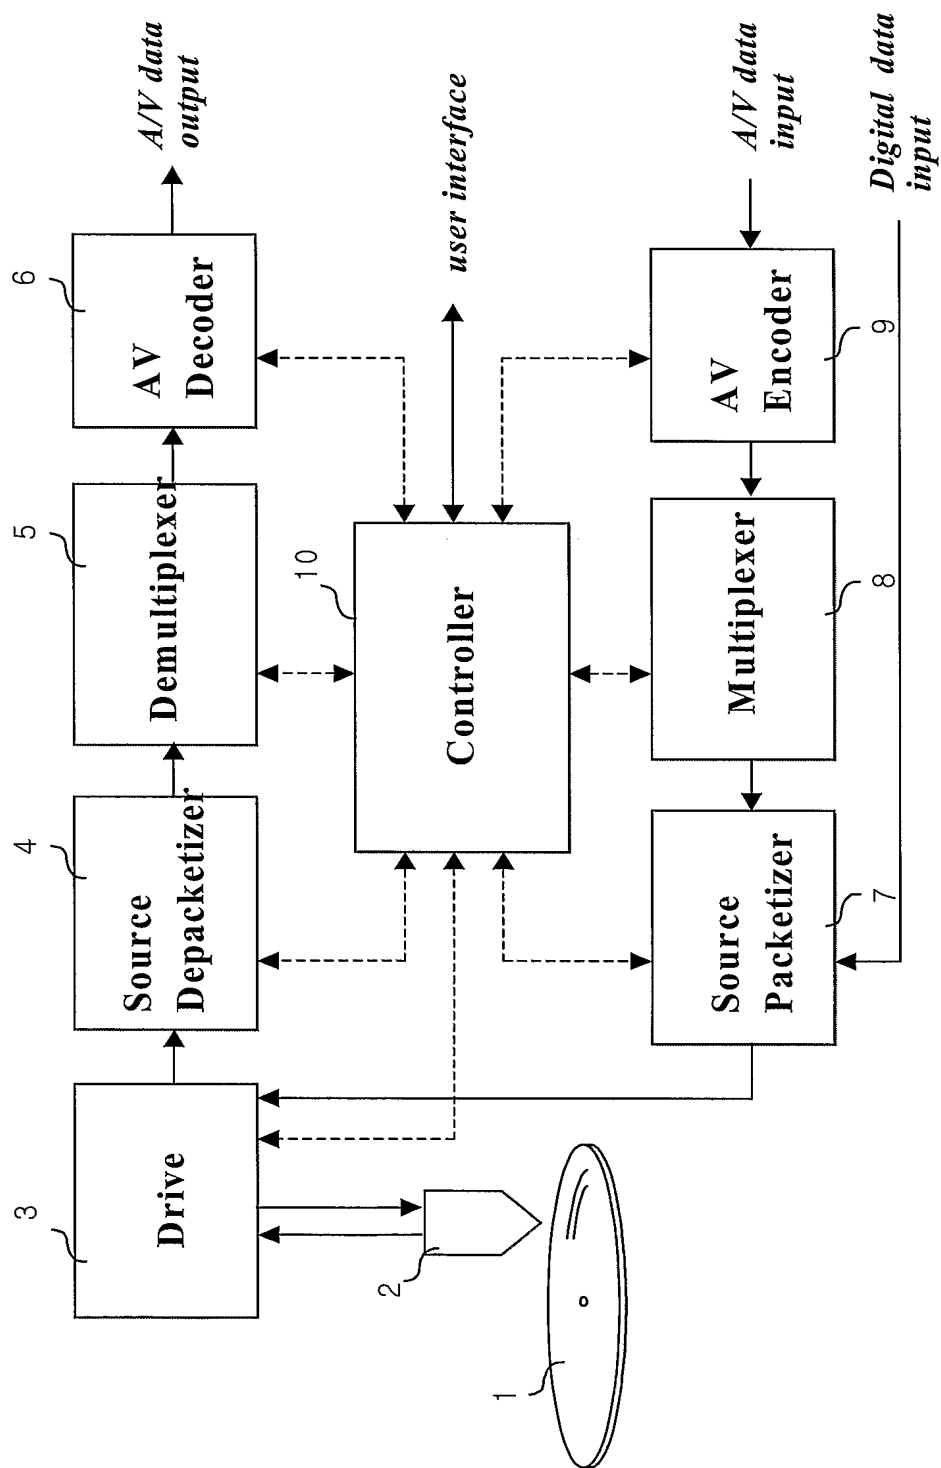 3
Drive
4
Source
Depacketizer
5
Demultiplexer
6
AV
Decoder
A/V data
output
10
Controller
user interface
2
1
Source
Packetizer
7
Multiplexer
8
AV
Encoder
9
A/V data
input
Digital data
input